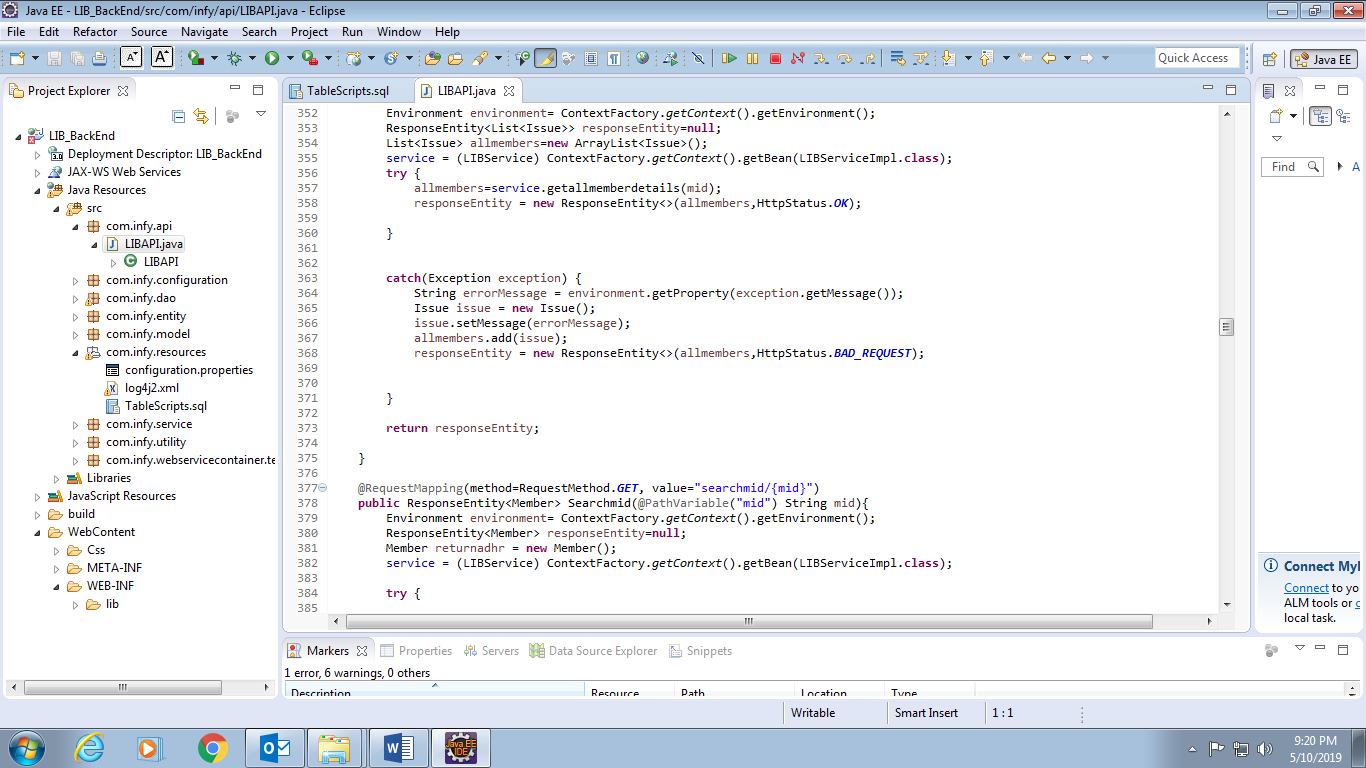 Java EE - LIB_BackEnd/src/com/infy/api/LIBAPI.java - Eclipse
File Edit Refactor Source Navigate Search Project Run Window Help
Quick Access
Java EE
Project Explorer
LIB_BackEnd
Deployment Descriptor: LIB_BackEnd
JAX-WS Web Services
Java Resources
src
com.infy.api
LIBAPI.java
LIBAPI
com.infy.configuration
com.infy.dao
com.infy.entity
com.infy.model
com.infy.resources
configuration.properties
log4j2.xml
TableScripts.sql
com.infy.service
com.infy.utility
com.infy.webservicecontainer.te
Libraries
JavaScript Resources
build
WebContent
Css
META-INF
WEB-INF
lib
TableScripts.sql LIBAPI.java
352 Environment environment= ContextFactory.getContext().getEnvironment();
353 ResponseEntity<List<Issue>> responseEntity=null;
354 List<Issue> allmembers=new ArrayList<Issue>();
355 service = (LIBService) ContextFactory.getContext().getBean(LIBServiceImpl.class);
356 try {
357 allmembers=service.getallmemberdetails(mid);
358 responseEntity = new ResponseEntity<>(allmembers,HttpStatus.OK);
359
360 }
361
362
363 catch(Exception exception) {
364 String errorMessage = environment.getProperty(exception.getMessage());
365 Issue issue = new Issue();
366 issue.setMessage(errorMessage);
367 allmembers.add(issue);
368 responseEntity = new ResponseEntity<>(allmembers,HttpStatus.BAD_REQUEST);
369
370
371 }
372
373 return responseEntity;
374
375 }
376
377 @RequestMapping(method=RequestMethod.GET, value="searchmid/{mid}")
378 public ResponseEntity<Member> Searchmid(@PathVariable("mid") String mid){
379 Environment environment= ContextFactory.getContext().getEnvironment();
380 ResponseEntity<Member> responseEntity=null;
381 Member returnadhr = new Member();
382 service = (LIBService) ContextFactory.getContext().getBean(LIBServiceImpl.class);
383
384 try {
385
Find A
Connect Myl
Connect to yo
ALM tools or c
local task.
Markers Properties Servers Data Source Explorer Snippets
1 error, 6 warnings, 0 others
Description Resource Path Location Type
Writable Smart Insert 1 : 1
Java EE
IDE
9:20 PM
5/10/2019